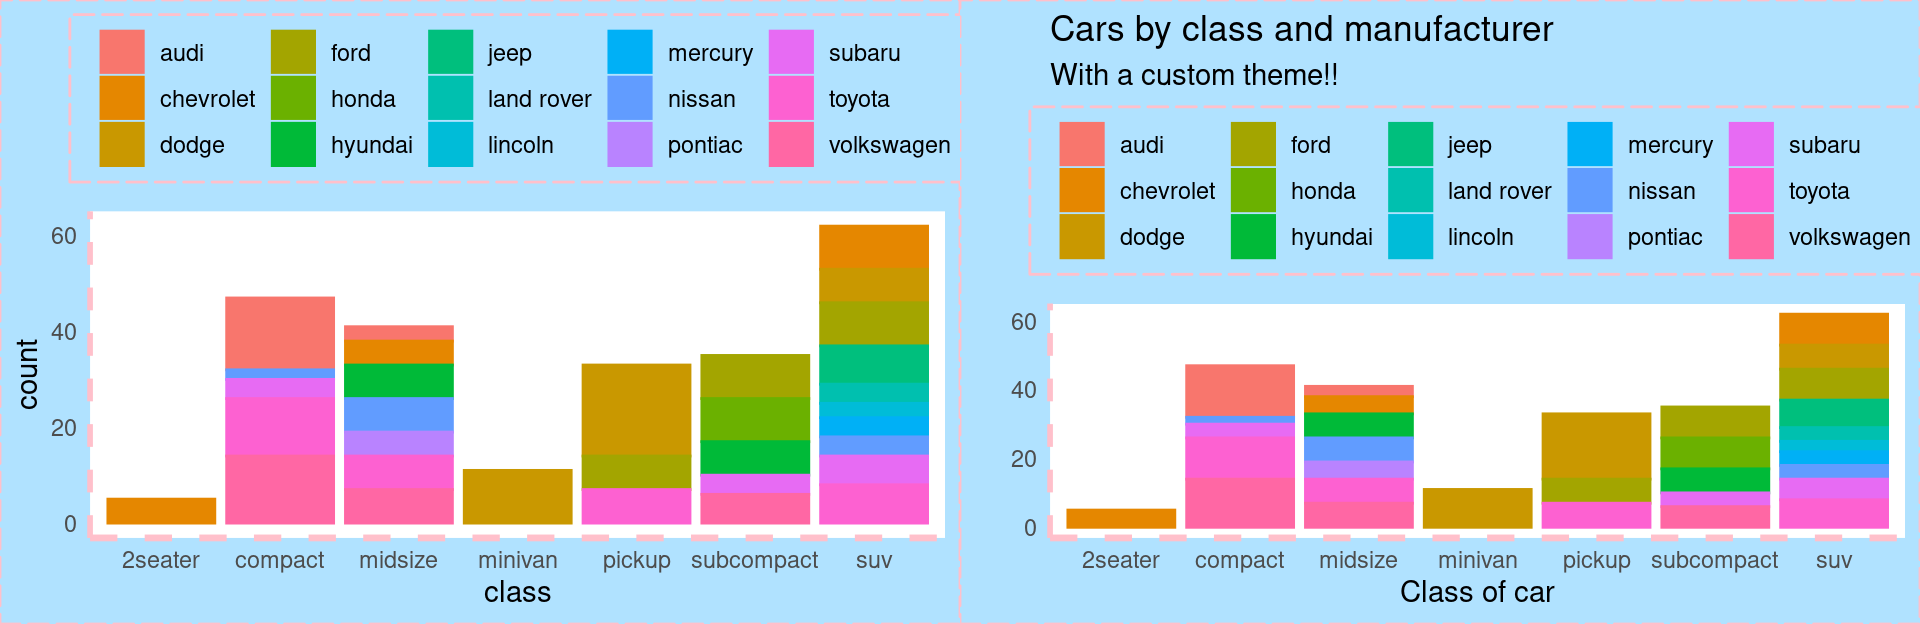 audi ford jeep mercury subaru
chevrolet honda land rover nissan toyota
dodge hyundai lincoln pontiac volkswagen
60
40
20
0
count
2seater compact midsize minivan pickup subcompact suv
class
Cars by class and manufacturer
With a custom theme!!
audi ford jeep mercury subaru
chevrolet honda land rover nissan toyota
dodge hyundai lincoln pontiac volkswagen
60
40
20
0
2seater compact midsize minivan pickup subcompact suv
Class of car